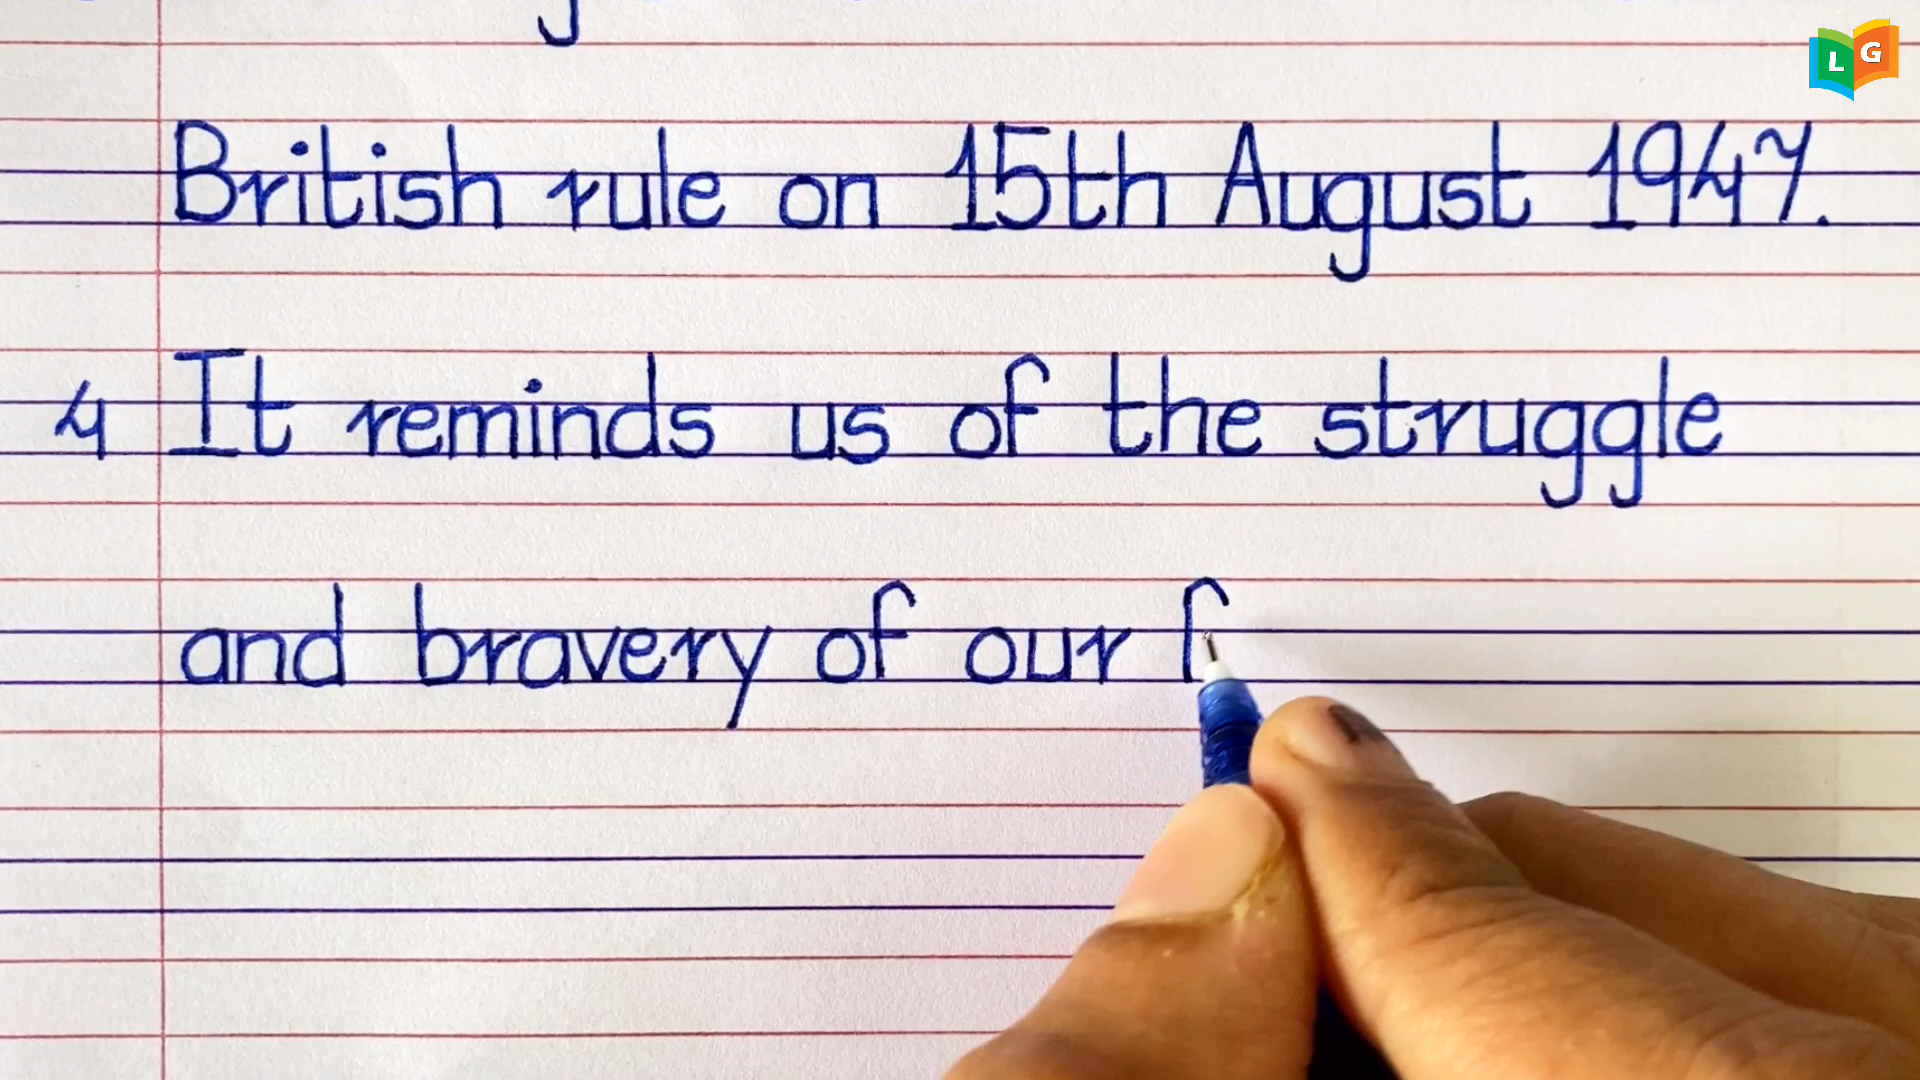 L G
British rule on 15th August 1947.
4 It reminds us of the struggle
and bravery of our f